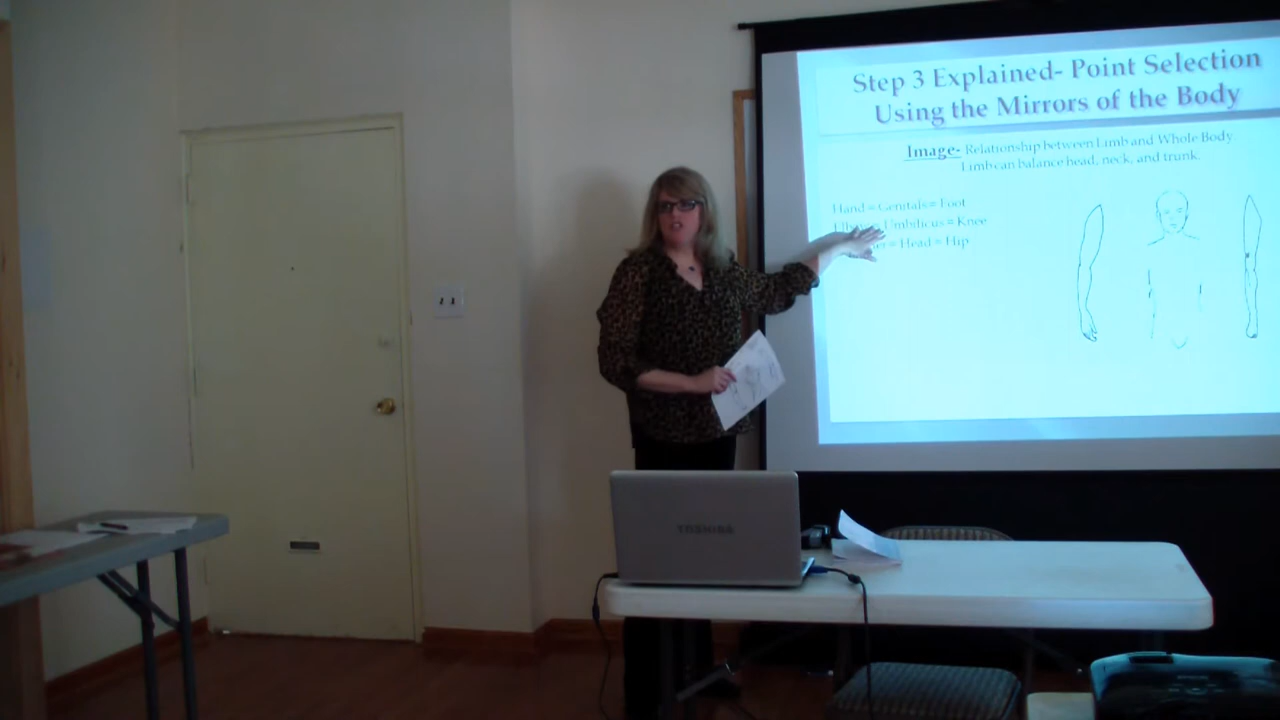 Step 3 Explained- Point Selection
Using the Mirrors of the Body
Image- Relationship between Limb and Whole Body
Limb can balance head, neck, and trunk.
Hand = Genitals = Foot
Umbilicus = Knee
= Head = Hip
TOSHIBA